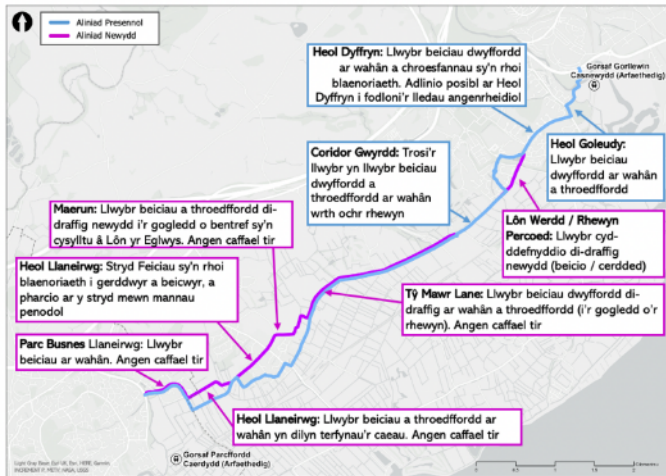 Aliniad Presennol
Aliniad Newydd
Heol Dyffryn: Llwybr beiciau dwyffordd
ar wahân a chroesfannau sy'n rhoi
blaenoriaeth. Adlinio posibl ar Heol
Dyffryn i fodloni'r lledau angenrheidiol
Gorsaf Gorllewin
Casnewydd (Arfaethedig)
Coridor Gwyrdd: Trosi'r
llwybr yn llwybr beiciau
dwyffordd a
throedffordd ar wahân
wrth ochr rhewyn
Heol Goleudy:
Llwybr beiciau
dwyffordd ar wahân
a throedffordd
Maerun: Llwybr beiciau a throedffordd di-
draffig newydd i'r gogledd o bentref sy'n
cysylltu â Lôn yr Eglwys. Angen caffael tir
Lôn Werdd / Rhewyn
Percoed: Llwybr cyd-
ddefnyddio di-draffig
newydd (beicio / cerdded)
Heol Llaneirwg: Stryd Feiciau sy'n rhoi
blaenoriaeth i gerddwyr a beicwyr, a
pharcio ar y stryd mewn mannau
penodol
Tŷ Mawr Lane: Llwybr beiciau dwyffordd di-
draffig ar wahân a throedffordd (i'r gogledd o'r
rhewyn). Angen caffael tir
Parc Busnes Llaneirwg: Llwybr
beiciau ar wahân. Angen caffael tir
Heol Llaneirwg: Llwybr beiciau a throedffordd ar
wahân yn dilyn terfynau'r caeau. Angen caffael tir
Gorsaf Parcffordd
Caerdydd (Arfaethedig)